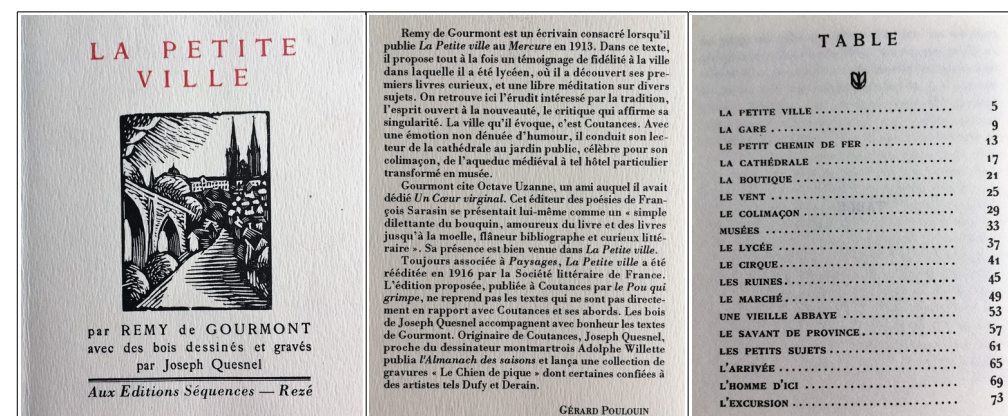 LA PETITE
VILLE
par REMY de GOURMONT
avec des bois dessinés et gravés
par Joseph Quesnel
Aux Editions Séquences — Rezé
Remy de Gourmont est un écrivain consacré lorsqu'il
publie La Petite ville au Mercure en 1913. Dans ce texte,
il propose tout à la fois un témoignage de fidélité à la ville
dans laquelle il a été lycéen, où il a découvert ses pre-
miers livres curieux, et une libre méditation sur divers
sujets. On retrouve ici l'érudit intéressé par la tradition,
l'esprit ouvert à la nouveauté, le critique qui affirme sa
singularité. La ville qu'il évoque, c'est Coutances. Avec
une émotion non dénuée d'humour, il conduit son lec-
teur de la cathédrale au jardin public, célèbre pour son
colimaçon, de l'aqueduc médiéval à tel hôtel particulier
transformé en musée.
Gourmont cite Octave Uzanne, un ami auquel il avait
dédié Un Cœur virginal. Cet éditeur des poésies de Fran-
çois Sarasin se présentait lui-même comme un « simple
dilettante du bouquin, amoureux du livre et des livres
jusqu'à la moelle, flâneur bibliographe et curieux litté-
raire ». Sa présence est bien venue dans La Petite ville.
Toujours associée à Paysages, La Petite ville a été
rééditée en 1916 par la Société littéraire de France.
L'édition proposée, publiée à Coutances par le Pou qui
grimpe, ne reprend pas les textes qui ne sont pas directe-
ment en rapport avec Coutances et ses abords. Les bois
de Joseph Quesnel accompagnent avec bonheur les textes
de Gourmont. Originaire de Coutances, Joseph Quesnel,
proche du dessinateur montmartrois Adolphe Willette
publia l'Almanach des saisons et lança une collection de
gravures « Le Chien de pique » dont certaines confiées à
des artistes tels Dufy et Derain.
GÉRARD POULOUIN
TABLE
LA PETITE VILLE .............................. 5
LA GARE .............................. 9
LE PETIT CHEMIN DE FER .............................. 13
LA CATHÉDRALE .............................. 17
LA BOUTIQUE .............................. 21
LE VENT .............................. 25
LE COLIMAÇON .............................. 29
MUSÉES .............................. 33
LE LYCÉE .............................. 37
LE CIRQUE .............................. 41
LES RUINES .............................. 45
LE MARCHÉ .............................. 49
UNE VIEILLE ABBAYE .............................. 53
LE SAVANT DE PROVINCE .............................. 57
LES PETITS SUJETS .............................. 61
L'ARRIVÉE .............................. 65
L'HOMME D'ICI .............................. 69
L'EXCURSION .............................. 73